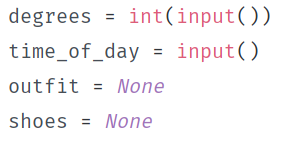 degrees = int(input())
time_of_day = input()
outfit = None
shoes = None